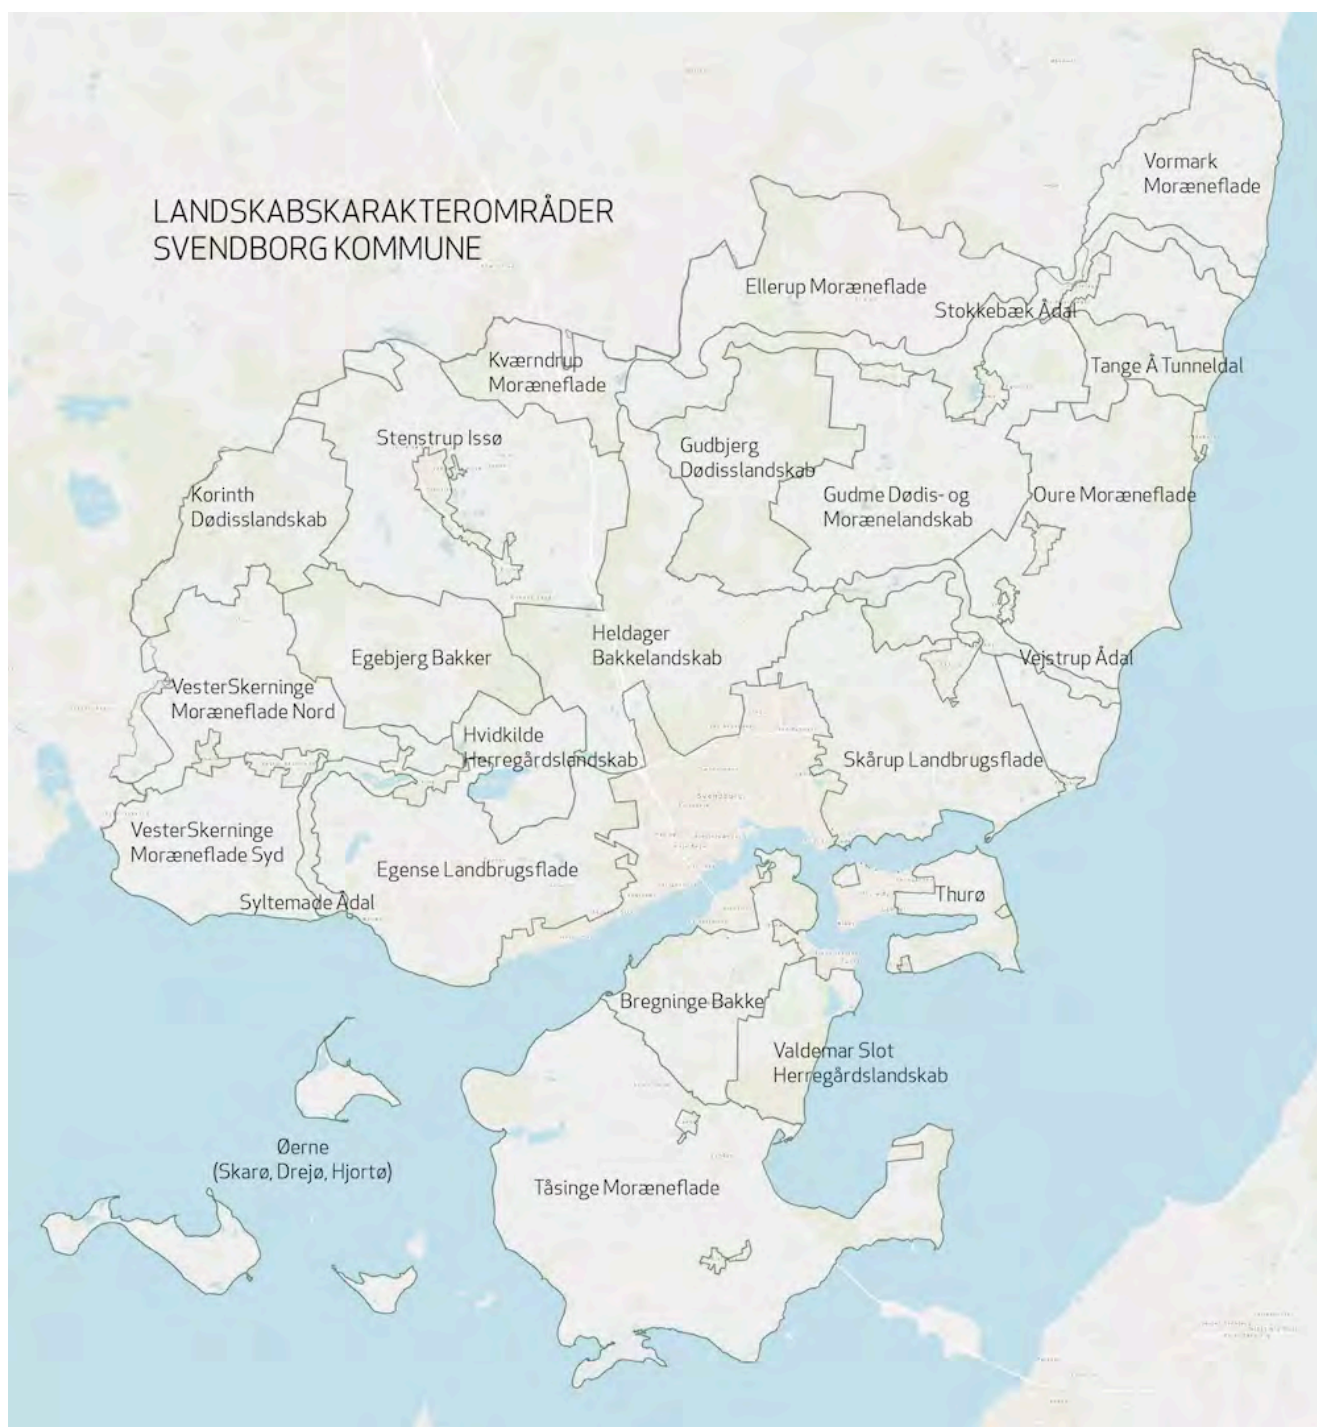 LANDSKABSKARAKTEROMRÅDER
SVENDBORG KOMMUNE
Vormark
Moræneflade
Ellerup Moræneflade
Stokkebæk Ådal
Kværndrup
Moræneflade
Tange Å Tunneldal
Stenstrup Issø
Gudbjerg
Dødisslandskab
Korinth
Dødisslandskab
Gudme Dødis- og
Morænelandskab
Oure Moræneflade
Heldager
Bakkelandskab
Egebjerg Bakker
Vejstrup Ådal
VesterSkerninge
Moræneflade Nord
Hvidkilde
Herregårdslandskab
Skårup Landbrugsflade
Svendborg
VesterSkerninge
Moræneflade Syd
Egense Landbrugsflade
Syltemade Ådal
Thurø
Bregninge Bakke
Valdemar Slot
Herregårdslandskab
Øerne
(Skarø, Drejø, Hjortø)
Tåsinge Moræneflade